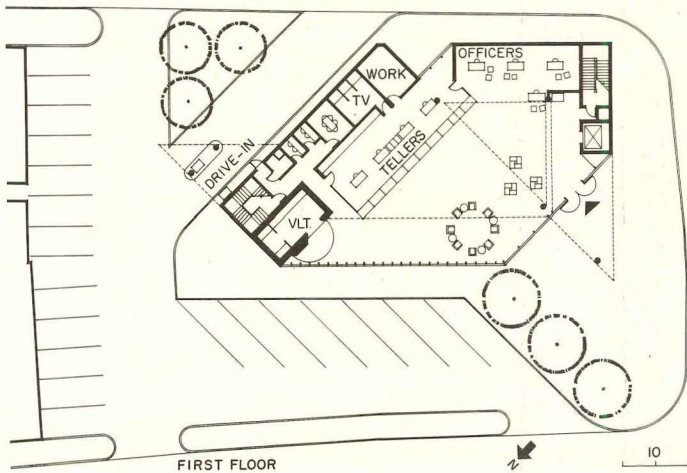 OFFICERS
WORK
TV
TELLERS
DRIVE-IN
VLT.
FIRST FLOOR
N
10